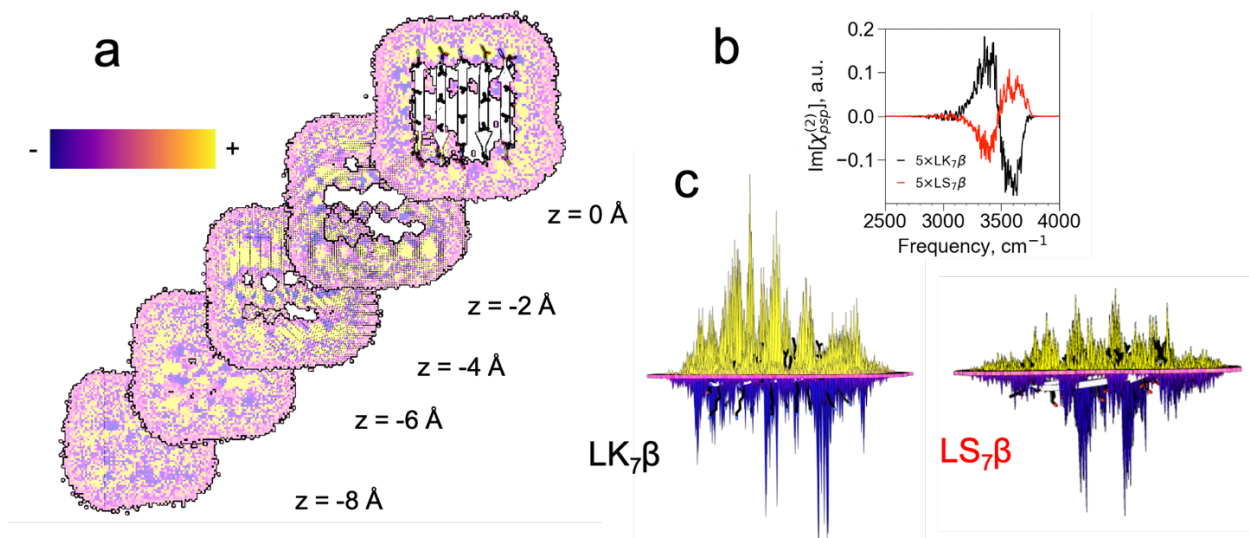 a
- +
z = 0 Å
z = -2 Å
z = -4 Å
z = -6 Å
z = -8 Å
b
Im[χ(2)psp], a.u.
0.2
0.1
0.0
−0.1
5×LK7β
5×LS7β
2500 3000 3500 4000
Frequency, cm−1
c
LK7β
LS7β